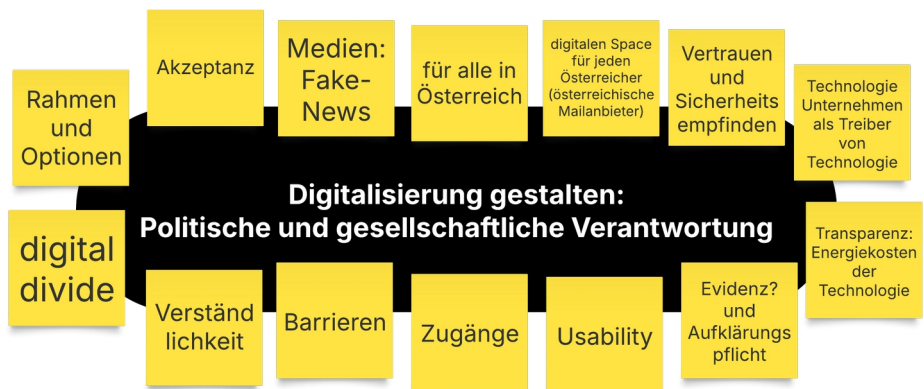 Rahmen
und
Optionen
Akzeptanz
Medien:
Fake-
News
für alle in
Österreich
digitalen Space
für jeden
Österreicher
(österreichische
Mailanbieter)
Vertrauen
und
Sicherheits
empfinden
Technologie
Unternehmen
als Treiber
von
Technologie
Digitalisierung gestalten:
Politische und gesellschaftliche Verantwortung
digital
divide
Verständ
lichkeit
Barrieren
Zugänge
Usability
Evidenz?
und
Aufklärungs
pflicht
Transparenz:
Energiekosten
der
Technologie